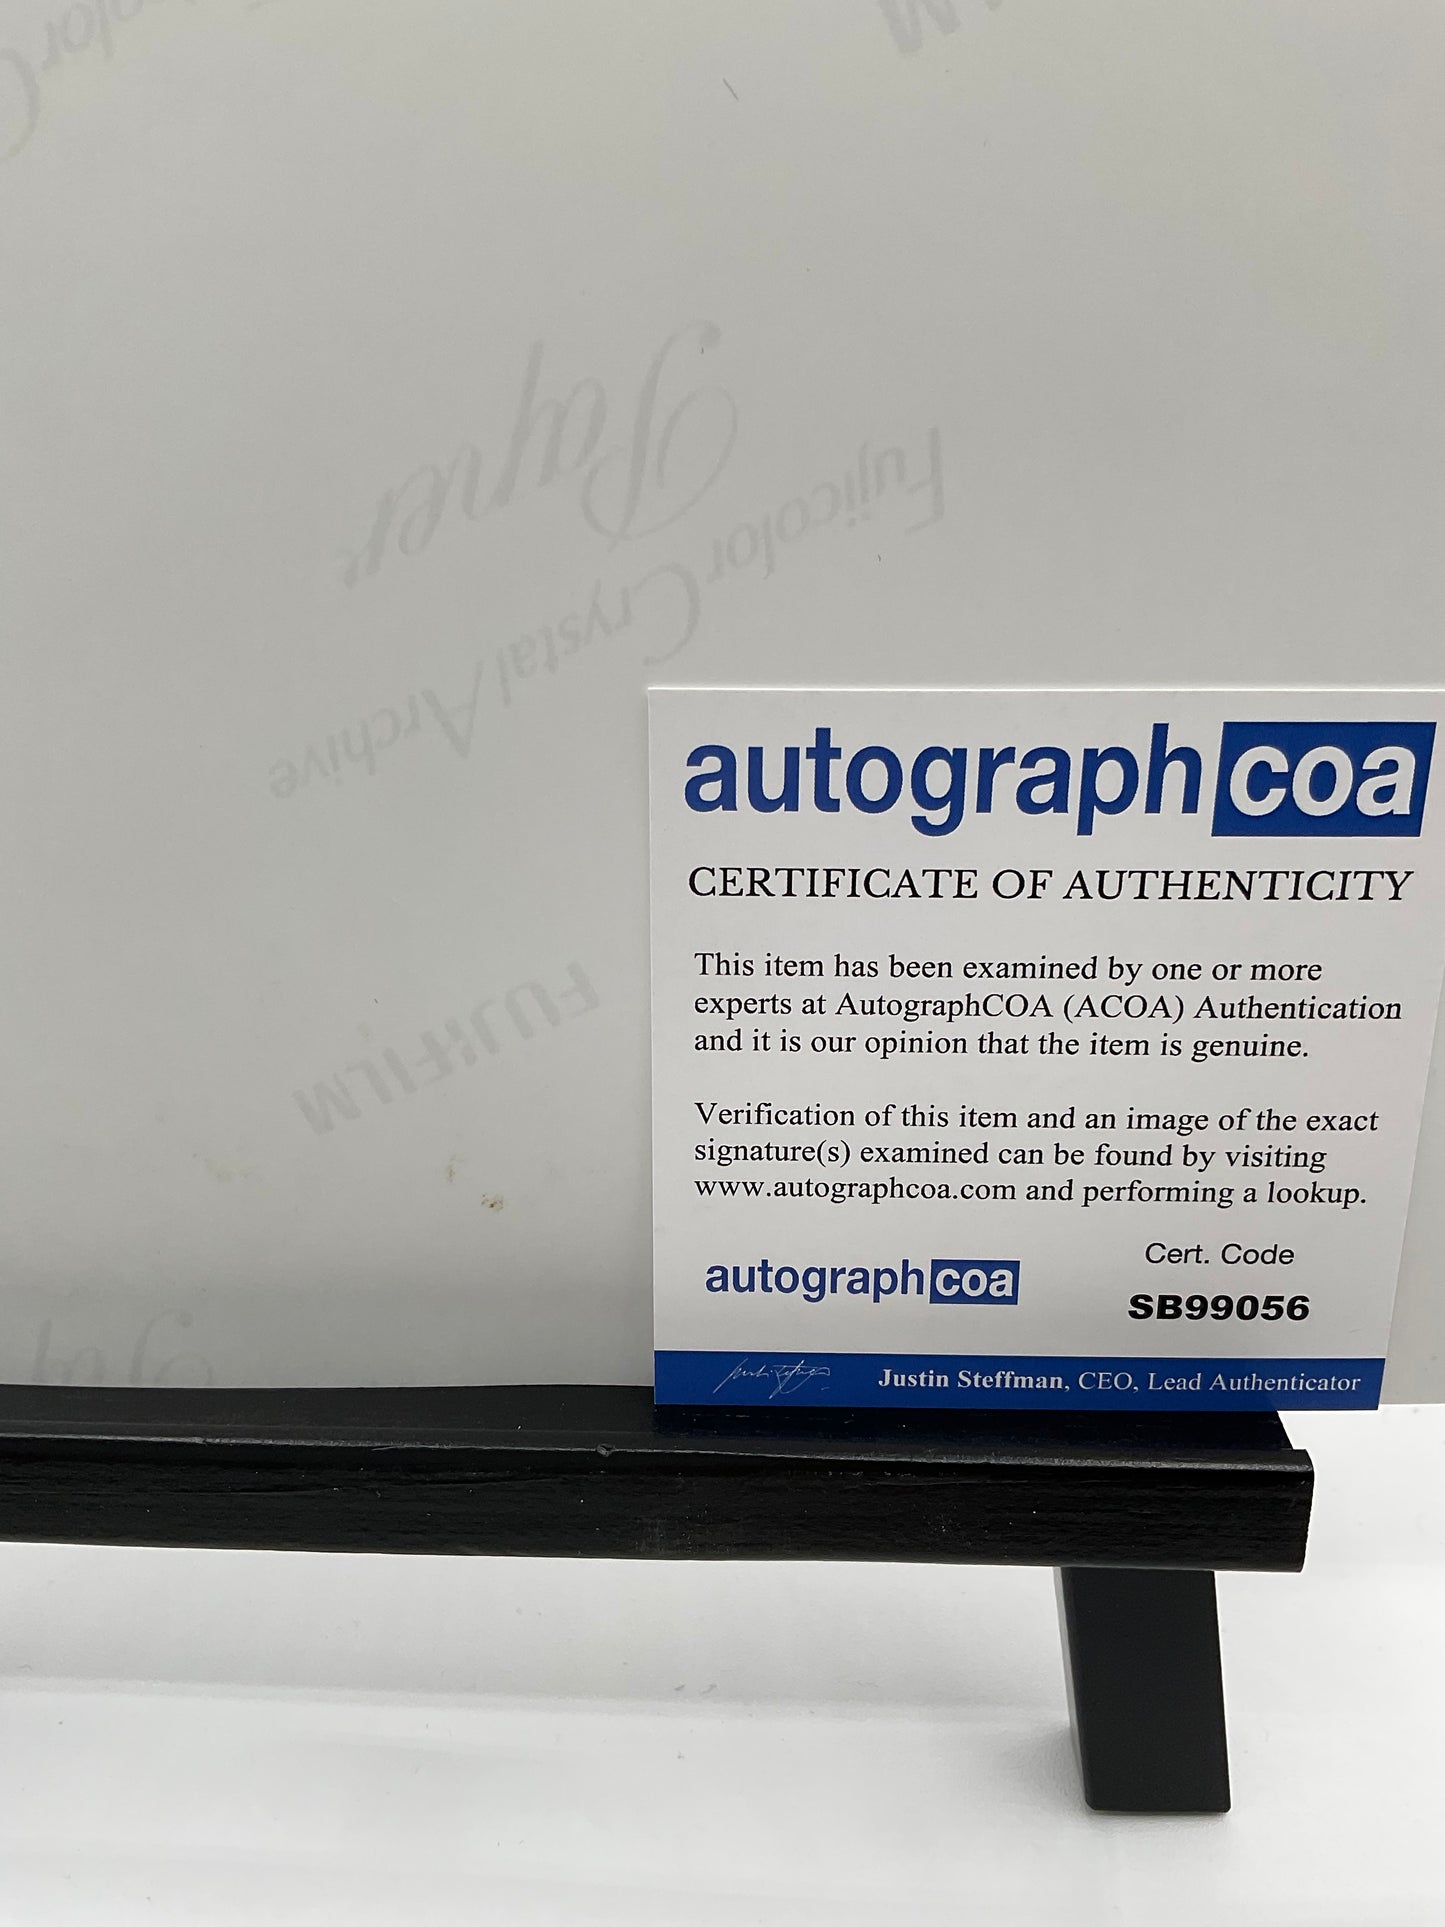 Fujicolor Crystal Archive
Paper
FUJIFILM
autographcoa
CERTIFICATE OF AUTHENTICITY
This item has been examined by one or more
experts at AutographCOA (ACOA) Authentication
and it is our opinion that the item is genuine.
Verification of this item and an image of the exact
signature(s) examined can be found by visiting
www.autographcoa.com and performing a lookup.
autographcoa
Cert. Code
SB99056
Justin Steffman, CEO, Lead Authenticator